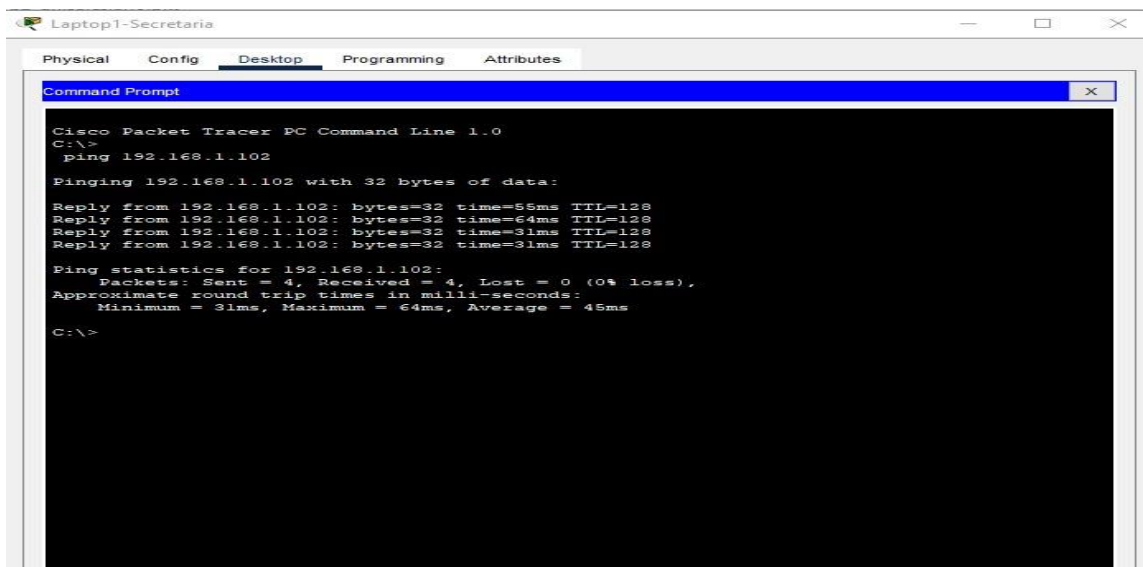 Laptop1-Secretaria
Physical Config Desktop Programming Attributes
Command Prompt
X
Cisco Packet Tracer PC Command Line 1.0
C:\>
ping 192.168.1.102
Pinging 192.168.1.102 with 32 bytes of data:
Reply from 192.168.1.102: bytes=32 time=55ms TTL=128
Reply from 192.168.1.102: bytes=32 time=64ms TTL=128
Reply from 192.168.1.102: bytes=32 time=31ms TTL=128
Reply from 192.168.1.102: bytes=32 time=31ms TTL=128
Ping statistics for 192.168.1.102:
Packets: Sent = 4, Received = 4, Lost = 0 (0% loss),
Approximate round trip times in milli-seconds:
Minimum = 31ms, Maximum = 64ms, Average = 45ms
C:\>